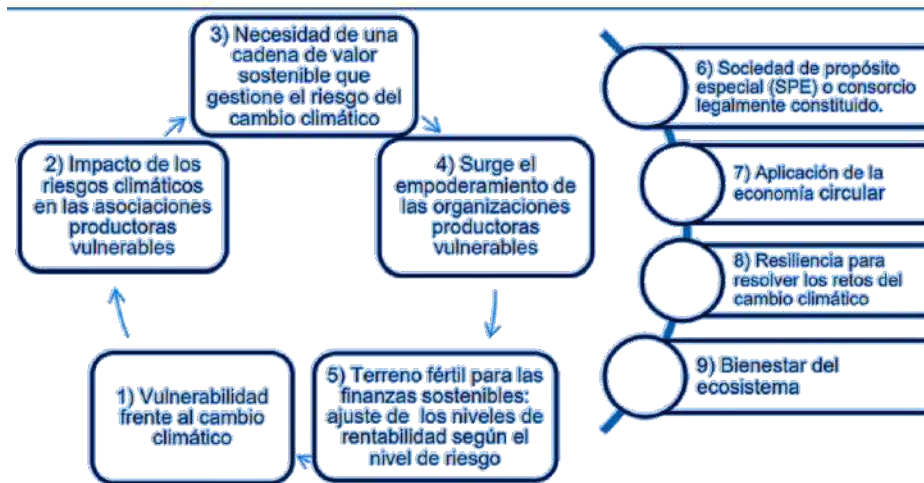 1) Vulnerabilidad
frente al cambio
climático
2) Impacto de los
riesgos climáticos
en las asociaciones
productoras
vulnerables
3) Necesidad de una
cadena de valor
sostenible que
gestione el riesgo del
cambio climático
4) Surge el
empoderamiento de
las organizaciones
productoras
vulnerables
5) Terreno fértil para las
finanzas sostenibles:
ajuste de los niveles de
rentabilidad según el
nivel de riesgo
6) Sociedad de propósito
especial (SPE) o consorcio
legalmente constituido.
7) Aplicación de la
economía circular
8) Resiliencia para
resolver los retos del
cambio climático
9) Bienestar del
ecosistema